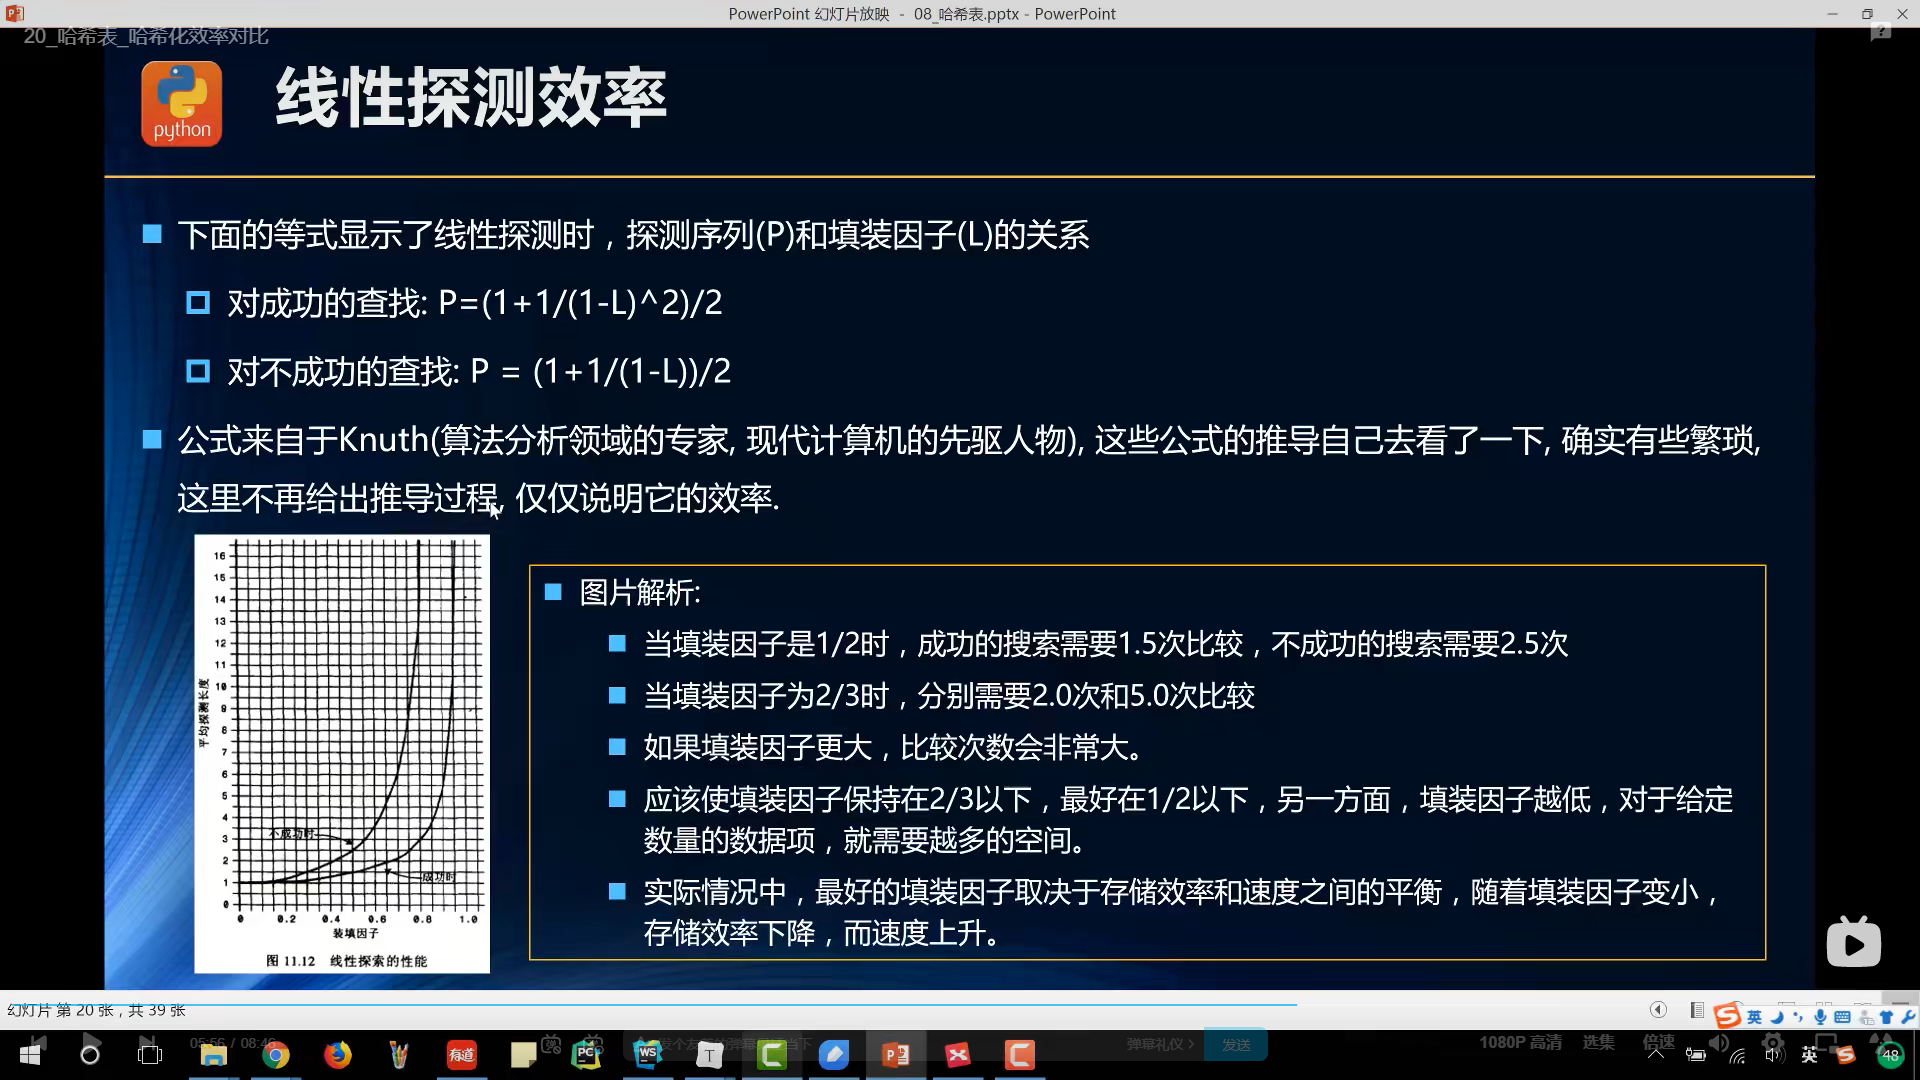 PowerPoint 幻灯片放映 - 08_哈希表.pptx - PowerPoint
20_哈希表_哈希化效率对比
python
线性探测效率
下面的等式显示了线性探测时，探测序列(P)和填装因子(L)的关系
对成功的查找: P=(1+1/(1-L)^2)/2
对不成功的查找: P = (1+1/(1-L))/2
公式来自于Knuth(算法分析领域的专家, 现代计算机的先驱人物), 这些公式的推导自己去看了一下, 确实有些繁琐,
这里不再给出推导过程, 仅仅说明它的效率.
16
15
14
13
12
11
10
9
8
7
6
5
4
3
2
1
0
平均探测长度
不成功时
成功时
0 0.2 0.4 0.6 0.8 1.0
装填因子
图 11.12 线性探索的性能
图片解析:
当填装因子是1/2时，成功的搜索需要1.5次比较，不成功的搜索需要2.5次
当填装因子为2/3时，分别需要2.0次和5.0次比较
如果填装因子更大，比较次数会非常大。
应该使填装因子保持在2/3以下，最好在1/2以下，另一方面，填装因子越低，对于给定
数量的数据项，就需要越多的空间。
实际情况中，最好的填装因子取决于存储效率和速度之间的平衡，随着填装因子变小，
存储效率下降，而速度上升。
幻灯片 第 20 张，共 39 张
英
05:56 / 08:46
弹幕礼仪 >
发送
1080P 高清
选集
倍速
有道
PC
WS
T
英
48